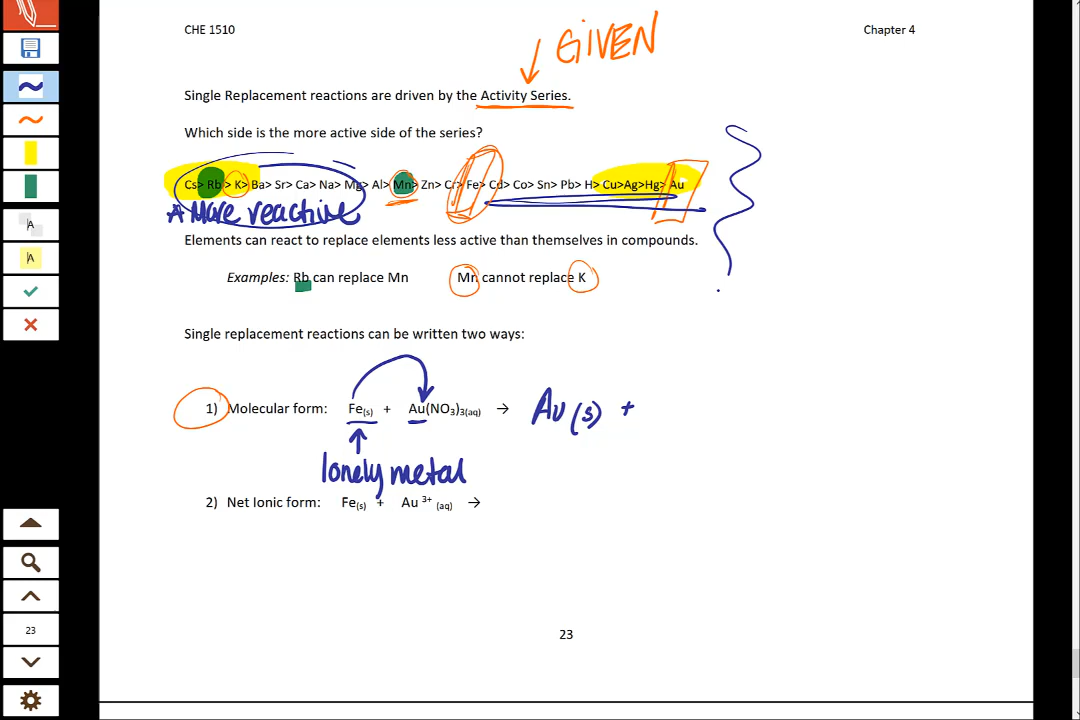 CHE 1510 Chapter 4
GIVEN
Single Replacement reactions are driven by the Activity Series.
Which side is the more active side of the series?
Cs> Rb > K> Ba> Sr> Ca> Na> Mg> Al> Mn> Zn> Cr> Fe> Cd> Co> Sn> Pb> H> Cu>Ag>Hg> Au
More reactive
Elements can react to replace elements less active than themselves in compounds.
Examples: Rb can replace Mn Mn cannot replace K
Single replacement reactions can be written two ways:
1) Molecular form: Fe(s) + Au(NO3)3(aq) → Au(s) +
lonely metal
2) Net Ionic form: Fe(s) + Au 3+ (aq) →
23
23
A
A